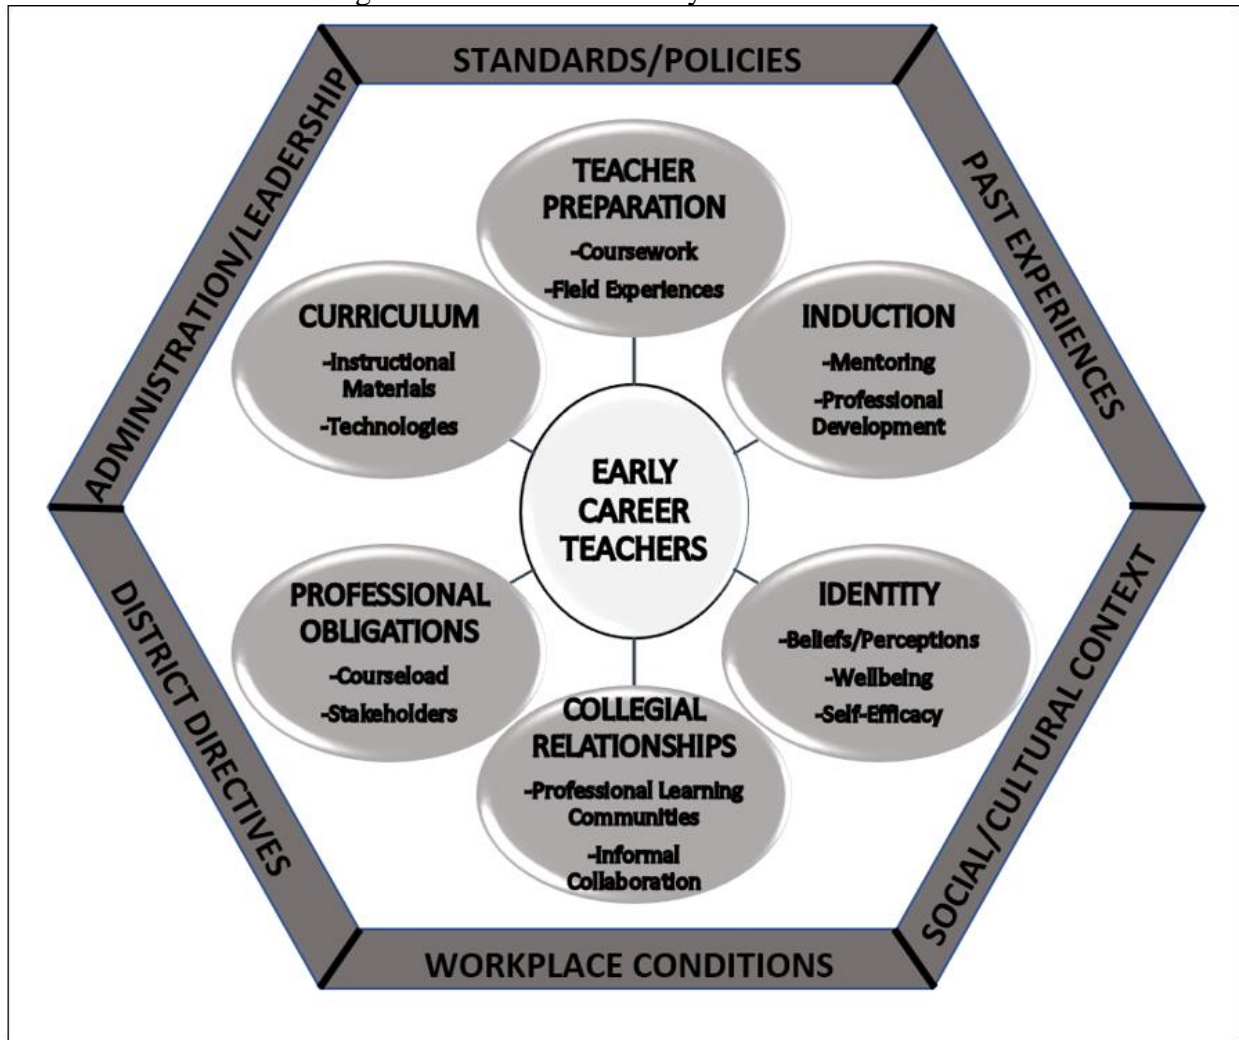 STANDARDS/POLICIES
ADMINISTRATION/LEADERSHIP
PAST EXPERIENCES
TEACHER
PREPARATION
-Coursework
-Field Experiences
CURRICULUM
-Instructional
Materials
-Technologies
INDUCTION
-Mentoring
-Professional
Development
EARLY
CAREER
TEACHERS
PROFESSIONAL
OBLIGATIONS
-Courseload
-Stakeholders
IDENTITY
-Beliefs/Perceptions
-Wellbeing
-Self-Efficacy
COLLEGIAL
RELATIONSHIPS
-Professional Learning
Communities
-Informal
Collaboration
DISTRICT DIRECTIVES
SOCIAL/CULTURAL CONTEXT
WORKPLACE CONDITIONS